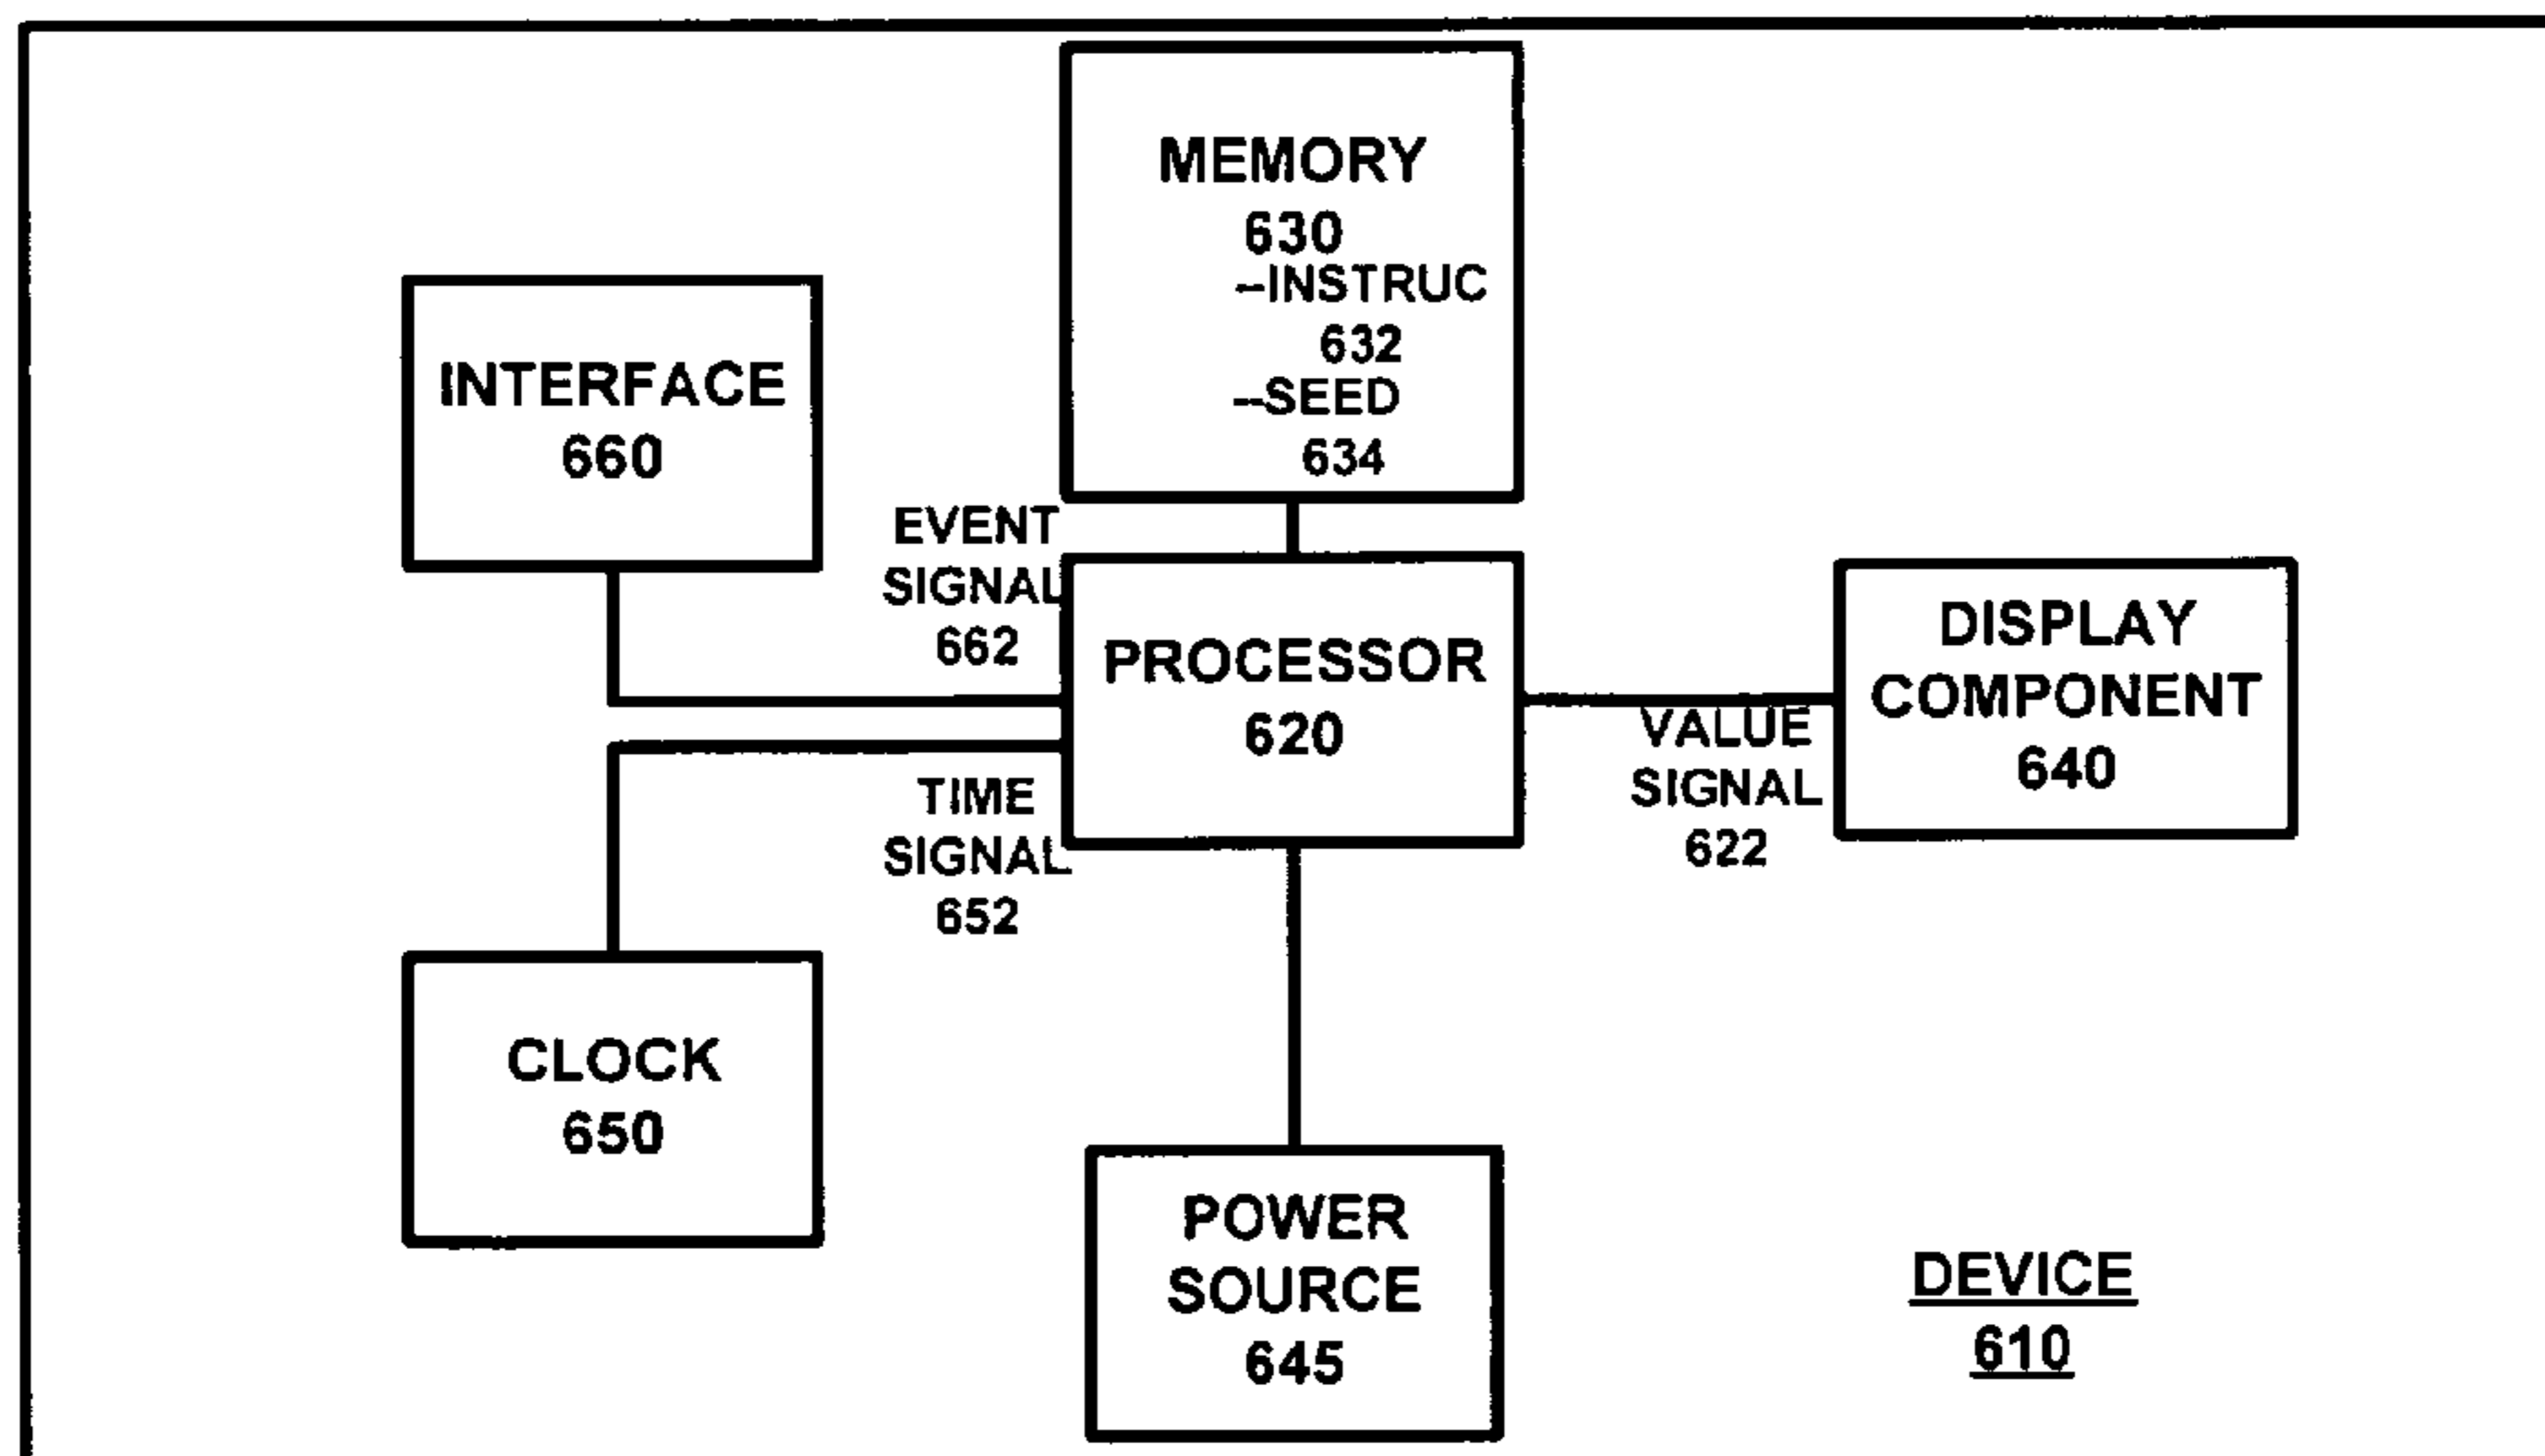 MEMORY
630
--INSTRUC
632
--SEED
634
INTERFACE
660
EVENT
SIGNAL
662
PROCESSOR
620
DISPLAY
COMPONENT
640
VALUE
SIGNAL
622
TIME
SIGNAL
652
CLOCK
650
POWER
SOURCE
645
DEVICE
610